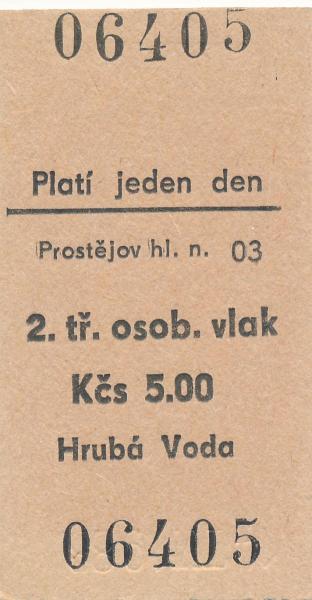 06405
Platí jeden den
Prostějov hl. n. 03
2. tř. osob. vlak
Kčs 5.00
Hrubá Voda
06405